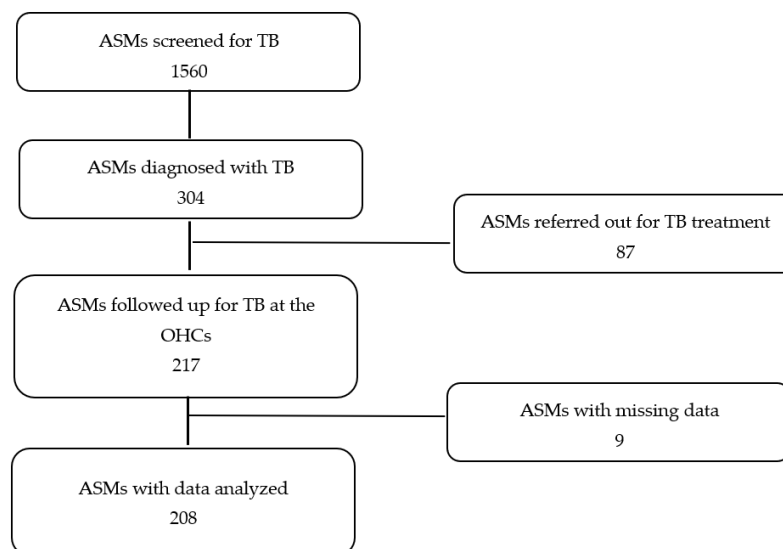 ASMs screened for TB
1560
ASMs diagnosed with TB
304
ASMs referred out for TB treatment
87
ASMs followed up for TB at the
OHCs
217
ASMs with missing data
9
ASMs with data analyzed
208